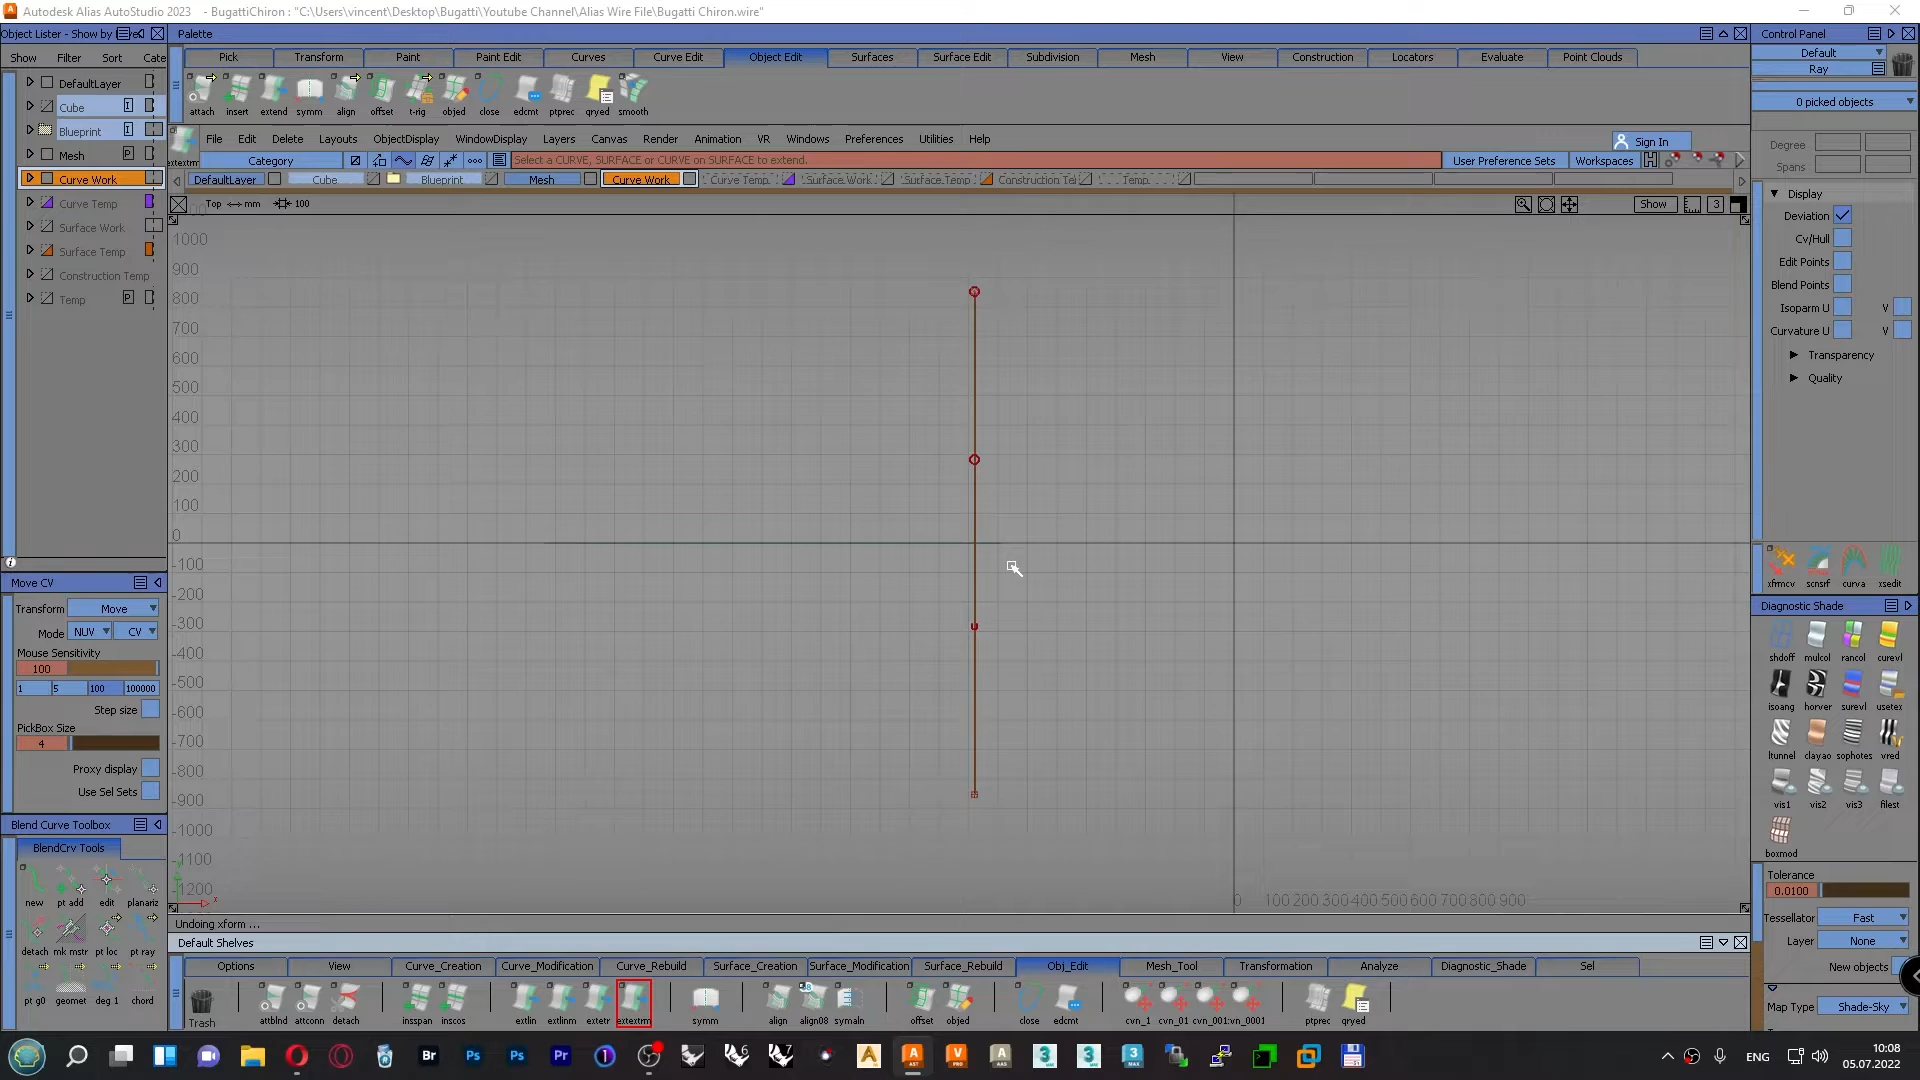 Autodesk Alias AutoStudio 2023 - BugattiChiron : "C:\Users\vincent\Desktop\Bugatti\Youtube Channel\Alias Wire File\Bugatti Chiron.wire"
Object Lister - Show by
Palette
Control Panel
Show Filter Sort Cate
Pick Transform Paint Paint Edit Curves Curve Edit Object Edit Surfaces Surface Edit Subdivision Mesh View Construction Locators Evaluate Point Clouds
Default
Ray
DefaultLayer
Cube
Blueprint
Mesh P
Curve Work
Curve Temp
Surface Work
Surface Temp
Construction Temp
Temp P
attach insert extend symm align offset t-rig objed close edcmt ptprec qryed smooth
0 picked objects
File Edit Delete Layouts ObjectDisplay WindowDisplay Layers Canvas Render Animation VR Windows Preferences Utilities Help
Sign In
extextrm
Category
Select a CURVE, SURFACE or CURVE on SURFACE to extend.
User Preference Sets Workspaces
DefaultLayer Cube Blueprint Mesh Curve Work Curve Temp Surface Work Surface Temp Construction Te Temp
Top mm 100
Show 3
Degree
Spans
Display
Deviation
Cv/Hull
Edit Points
Blend Points
Isoparm U V
Curvature U V
Transparency
Quality
1000
900
800
700
600
500
400
300
200
100
0
-100
-200
-300
-400
-500
-600
-700
-800
-900
-1000
-1100
-1200
0 100 200 300 400 500 600 700 800 900
x
Move CV
Transform Move
Mode NUV CV
Mouse Sensitivity
100
1 5 100 100000
Step size
PickBox Size
4
Proxy display
Use Sel Sets
Blend Curve Toolbox
BlendCrv Tools
new pt add edit planariz
detach mk mstr pt loc pt ray
pt g0 geomet deg 1 chord
xfrmcv scnsrf curva xsedit
Diagnostic Shade
shdoff mulcol rancol curevl
isoang horver surevl usetex
ltunnel clayao sophotes vred
vis1 vis2 vis3 filest
boxmod
Tolerance
0.0100
Tessellator Fast
Layer None
New objects
Map Type Shade-Sky
Undoing xform ...
Default Shelves
Options View Curve_Creation Curve_Modification Curve_Rebuild Surface_Creation Surface_Modification Surface_Rebuild Obj_Edit Mesh_Tool Transformation Analyze Diagnostic_Shade Sel
Trash attblnd attconn detach insspan inscos extlin extlinm extetr extextrm symm align align08 symaln offset objed close edcmt cvn_1 cvn_01 cvn_001 vn_0001 ptprec qryed
Br Ps Ps Pr 6 7
ENG
10:08
05.07.2022